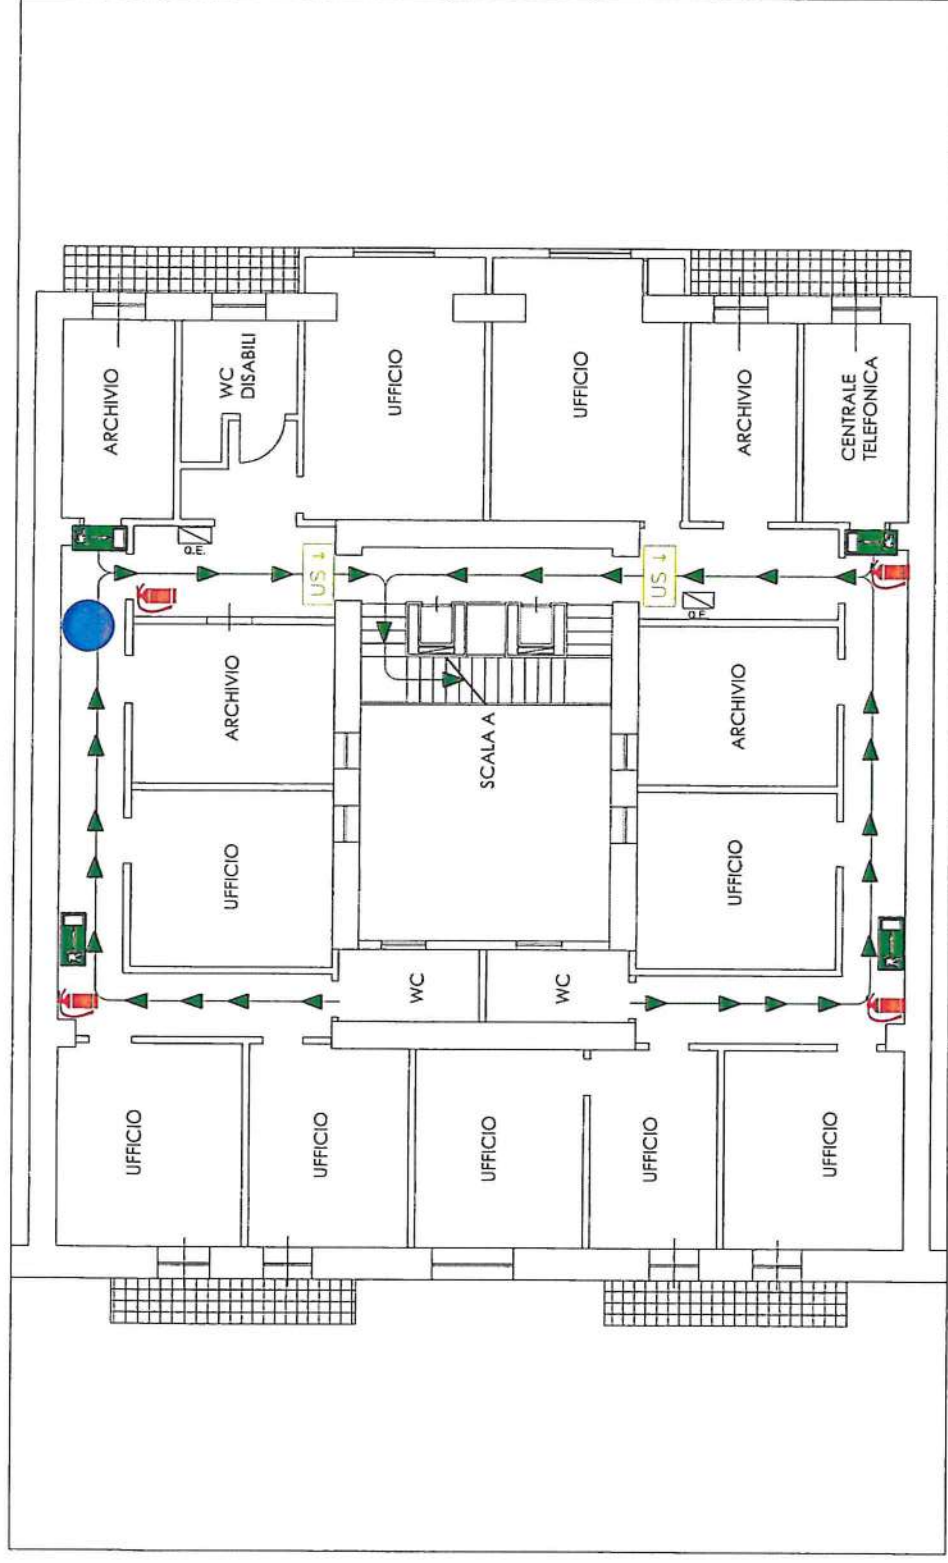 UFFICIO
ARCHIVIO
Q.E.
UFFICIO
ARCHIVIO
WC
DISABILI
UFFICIO
US ↓
WC
UFFICIO
UFFICIO
SCALA A
WC
UFFICIO
UFFICIO
US ↓
Q.E.
UFFICIO
ARCHIVIO
ARCHIVIO
UFFICIO
CENTRALE
TELEFONICA